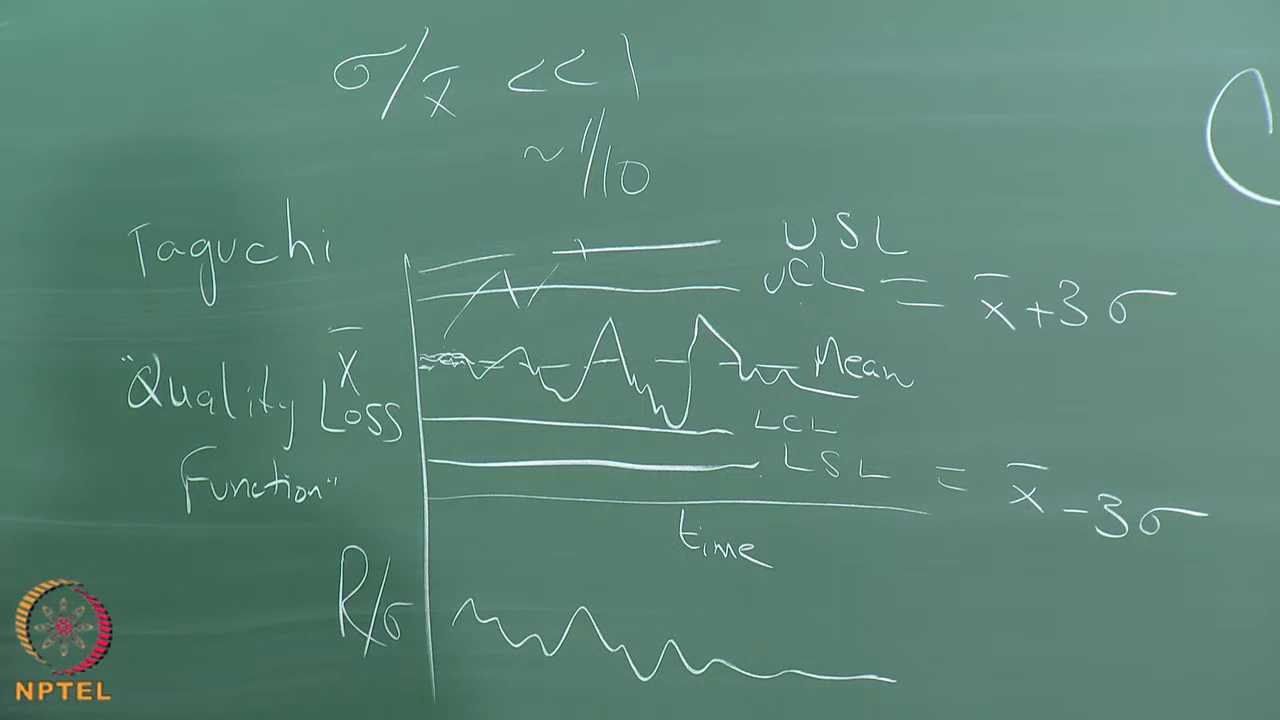 σ/x̄ << 1
~ 1/10
Taguchi
"Quality Loss
Function"
x̄
USL
UCL = x̄ + 3σ
Mean
LCL
LSL = x̄ - 3σ
time
R/σ
NPTEL